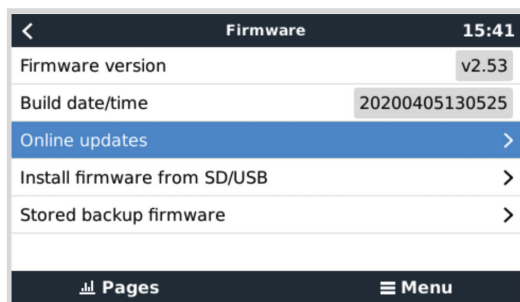 Firmware 15:41
Firmware version v2.53
Build date/time 20200405130525
Online updates
Install firmware from SD/USB
Stored backup firmware
Pages Menu